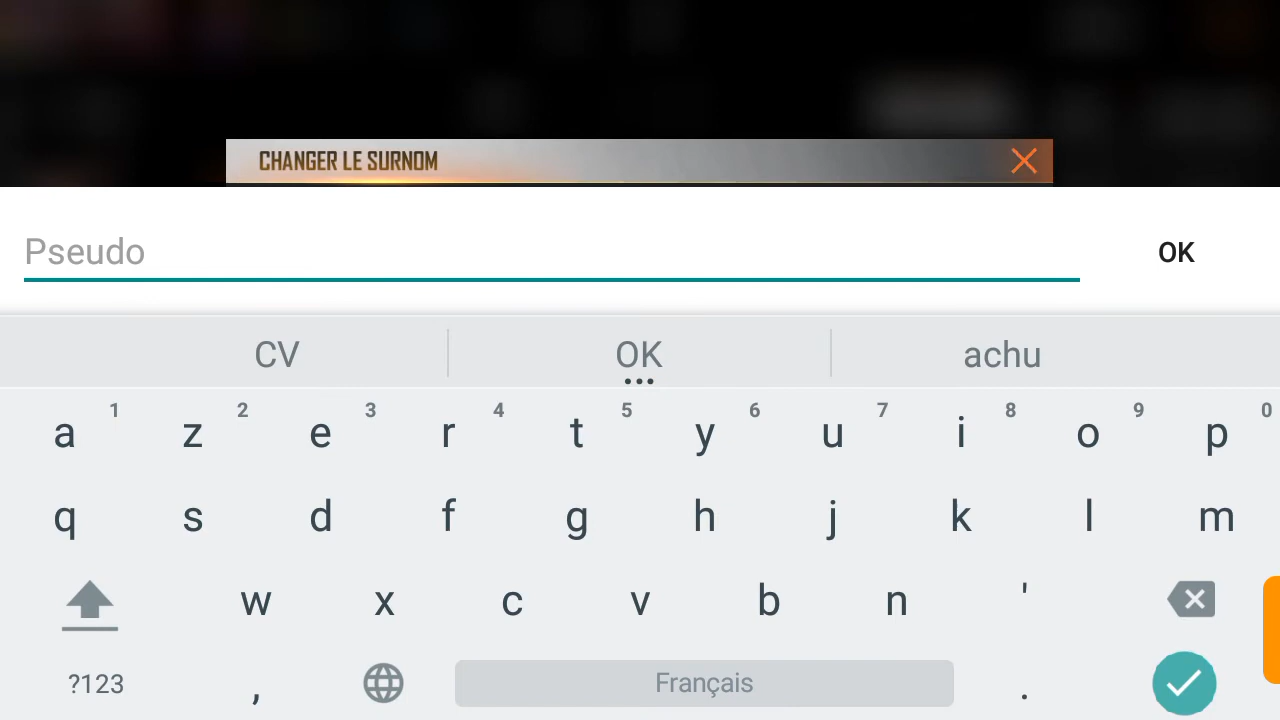 CHANGER LE SURNOM
Pseudo OK
CV OK achu
a 1 z 2 e 3 r 4 t 5 y 6 u 7 i 8 o 9 p 0
q s d f g h j k l m
w x c v b n '
?123 , Français .